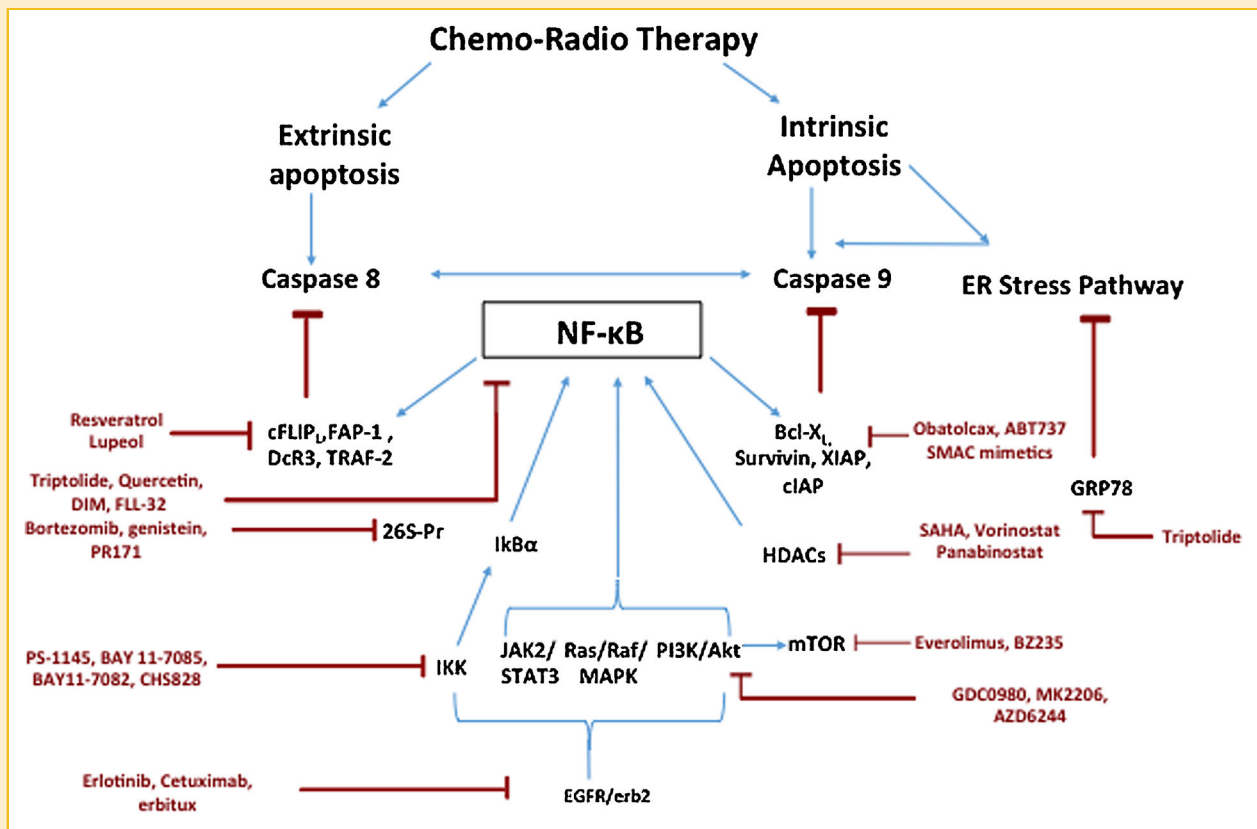 Chemo-Radio Therapy
Extrinsic
apoptosis
Intrinsic
Apoptosis
Caspase 8
Caspase 9
ER Stress Pathway
NF-κB
Resveratrol
Lupeol
cFLIPL,FAP-1 ,
DcR3, TRAF-2
Bcl-XL,
Survivin, XIAP,
cIAP
Obatolcax, ABT737
SMAC mimetics
Triptolide, Quercetin,
DIM, FLL-32
Bortezomib, genistein,
PR171
26S-Pr
IkBα
HDACs
SAHA, Vorinostat
Panabinostat
GRP78
Triptolide
PS-1145, BAY 11-7085,
BAY11-7082, CHS828
IKK
JAK2/
STAT3
Ras/Raf/
MAPK
PI3K/Akt
mTOR
Everolimus, BZ235
GDC0980, MK2206,
AZD6244
Erlotinib, Cetuximab,
erbitux
EGFR/erb2